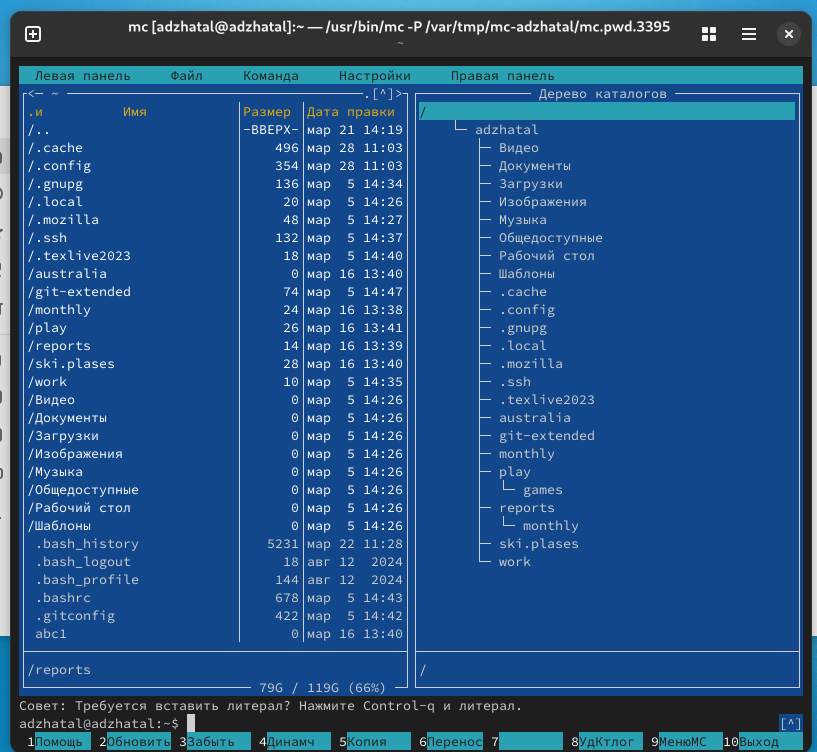 mc [adzhatal@adzhatal]:~ — /usr/bin/mc -P /var/tmp/mc-adzhatal/mc.pwd.3395
~
Левая панель Файл Команда Настройки Правая панель
<─ ~ .[^]>
.и Имя Размер Дата правки
/.. -ВВЕРХ- мар 21 14:19
/.cache 496 мар 28 11:03
/.config 354 мар 28 11:03
/.gnupg 136 мар 5 14:34
/.local 20 мар 5 14:26
/.mozilla 48 мар 5 14:27
/.ssh 132 мар 5 14:37
/.texlive2023 18 мар 5 14:40
/australia 0 мар 16 13:40
/git-extended 74 мар 5 14:47
/monthly 24 мар 16 13:38
/play 26 мар 16 13:41
/reports 14 мар 16 13:39
/ski.plases 28 мар 16 13:40
/work 10 мар 5 14:35
/Видео 0 мар 5 14:26
/Документы 0 мар 5 14:26
/Загрузки 0 мар 5 14:26
/Изображения 0 мар 5 14:26
/Музыка 0 мар 5 14:26
/Общедоступные 0 мар 5 14:26
/Рабочий стол 0 мар 5 14:26
/Шаблоны 0 мар 5 14:26
.bash_history 5231 мар 22 11:28
.bash_logout 18 авг 12 2024
.bash_profile 144 авг 12 2024
.bashrc 678 мар 5 14:43
.gitconfig 422 мар 5 14:42
abc1 0 мар 16 13:40
/reports
79G / 119G (66%)
Дерево каталогов
/
adzhatal
Видео
Документы
Загрузки
Изображения
Музыка
Общедоступные
Рабочий стол
Шаблоны
.cache
.config
.gnupg
.local
.mozilla
.ssh
.texlive2023
australia
git-extended
monthly
play
games
reports
monthly
ski.plases
work
/
Совет: Требуется вставить литерал? Нажмите Control-q и литерал.
adzhatal@adzhatal:~$ [^]
1Помощь 2Обновить 3Забыть 4Динамч 5Копия 6Перенос 7 8УдКтлог 9МенюМС 10Выход